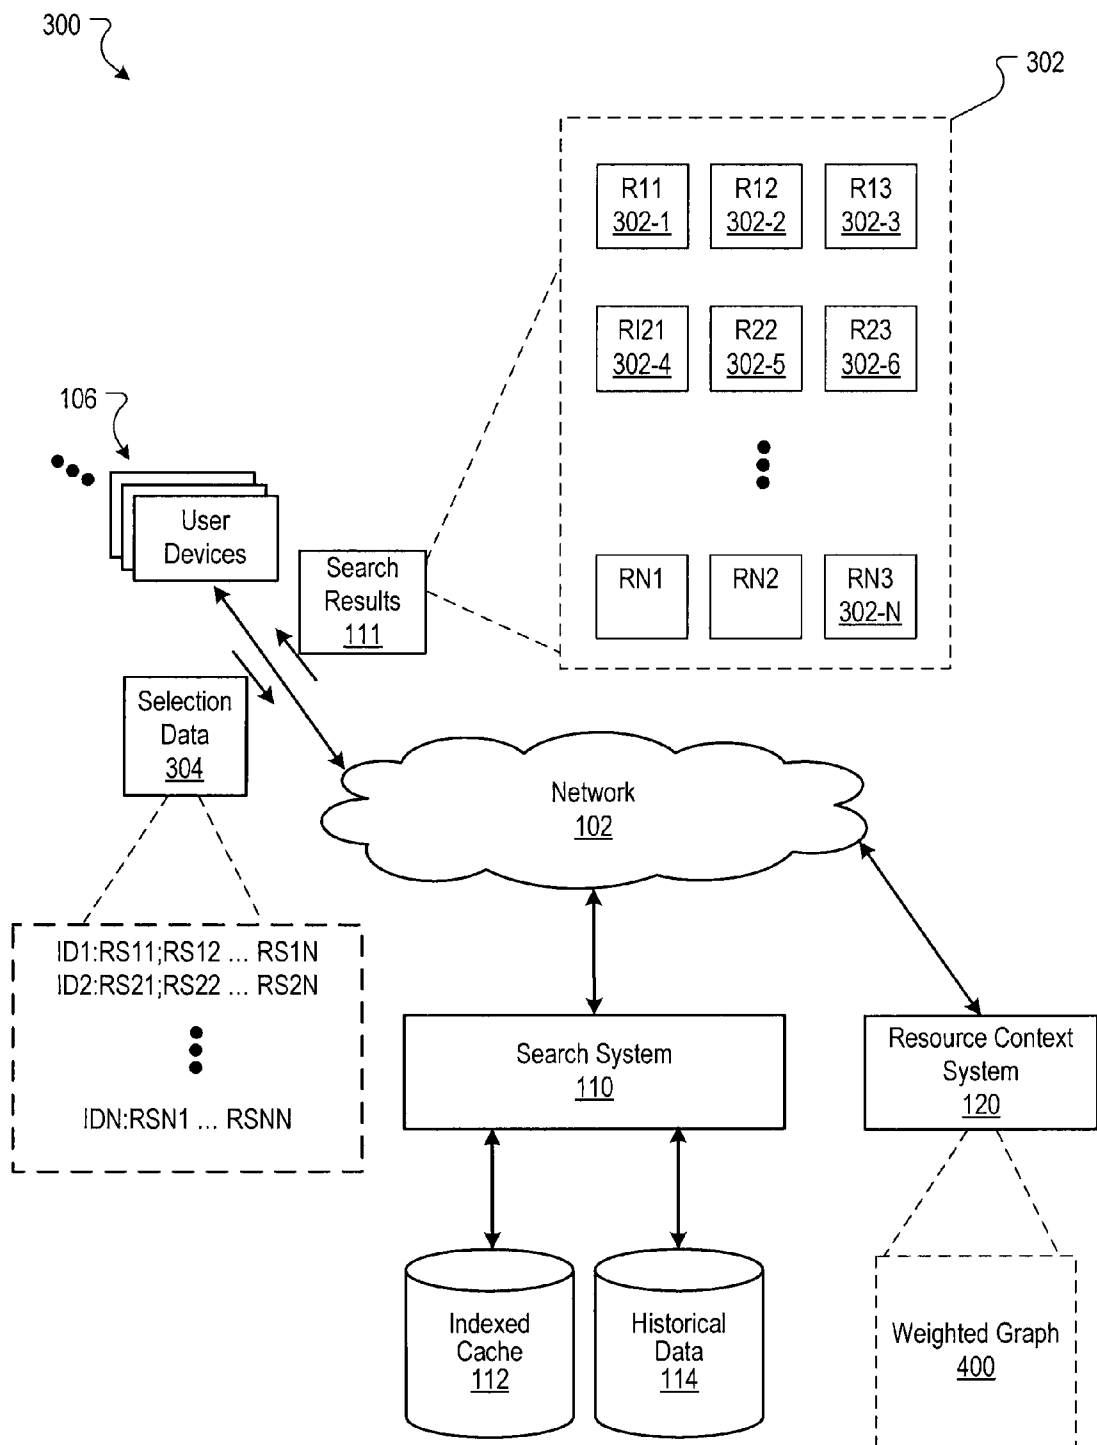 300
302
R11
302-1
R12
302-2
R13
302-3
RI21
302-4
R22
302-5
R23
302-6
RN1
RN2
RN3
302-N
106
User
Devices
Search
Results
111
Selection
Data
304
Network
102
ID1:RS11;RS12 ... RS1N
ID2:RS21;RS22 ... RS2N
IDN:RSN1 ... RSNN
Search System
110
Resource Context
System
120
Indexed
Cache
112
Historical
Data
114
Weighted Graph
400